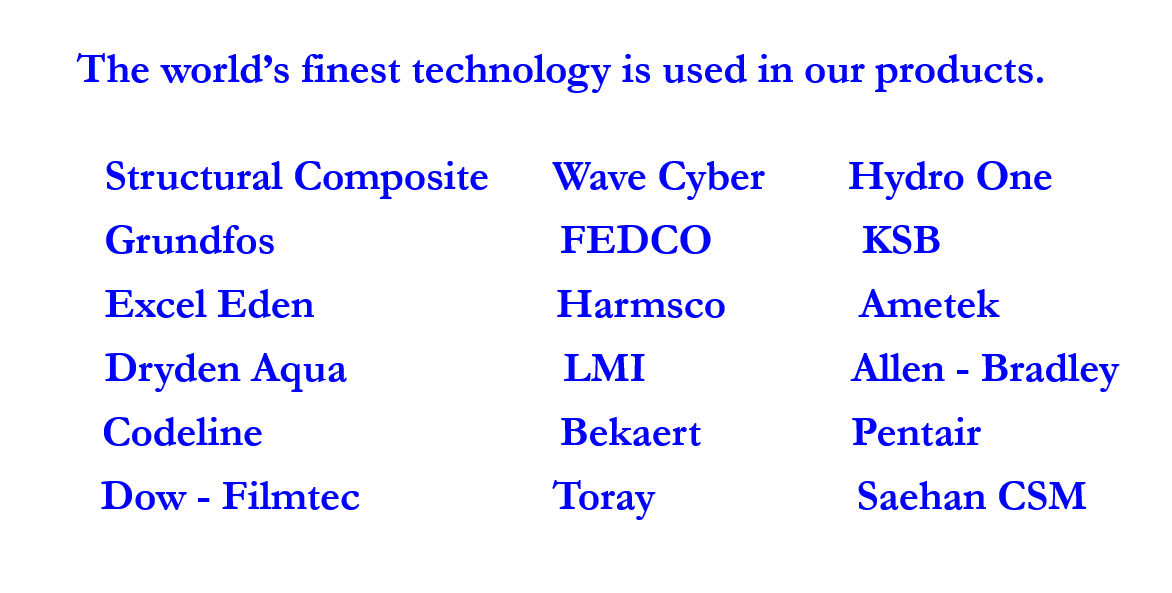 The world’s finest technology is used in our products.
Structural Composite Wave Cyber Hydro One
Grundfos FEDCO KSB
Excel Eden Harmsco Ametek
Dryden Aqua LMI Allen - Bradley
Codeline Bekaert Pentair
Dow - Filmtec Toray Saehan CSM